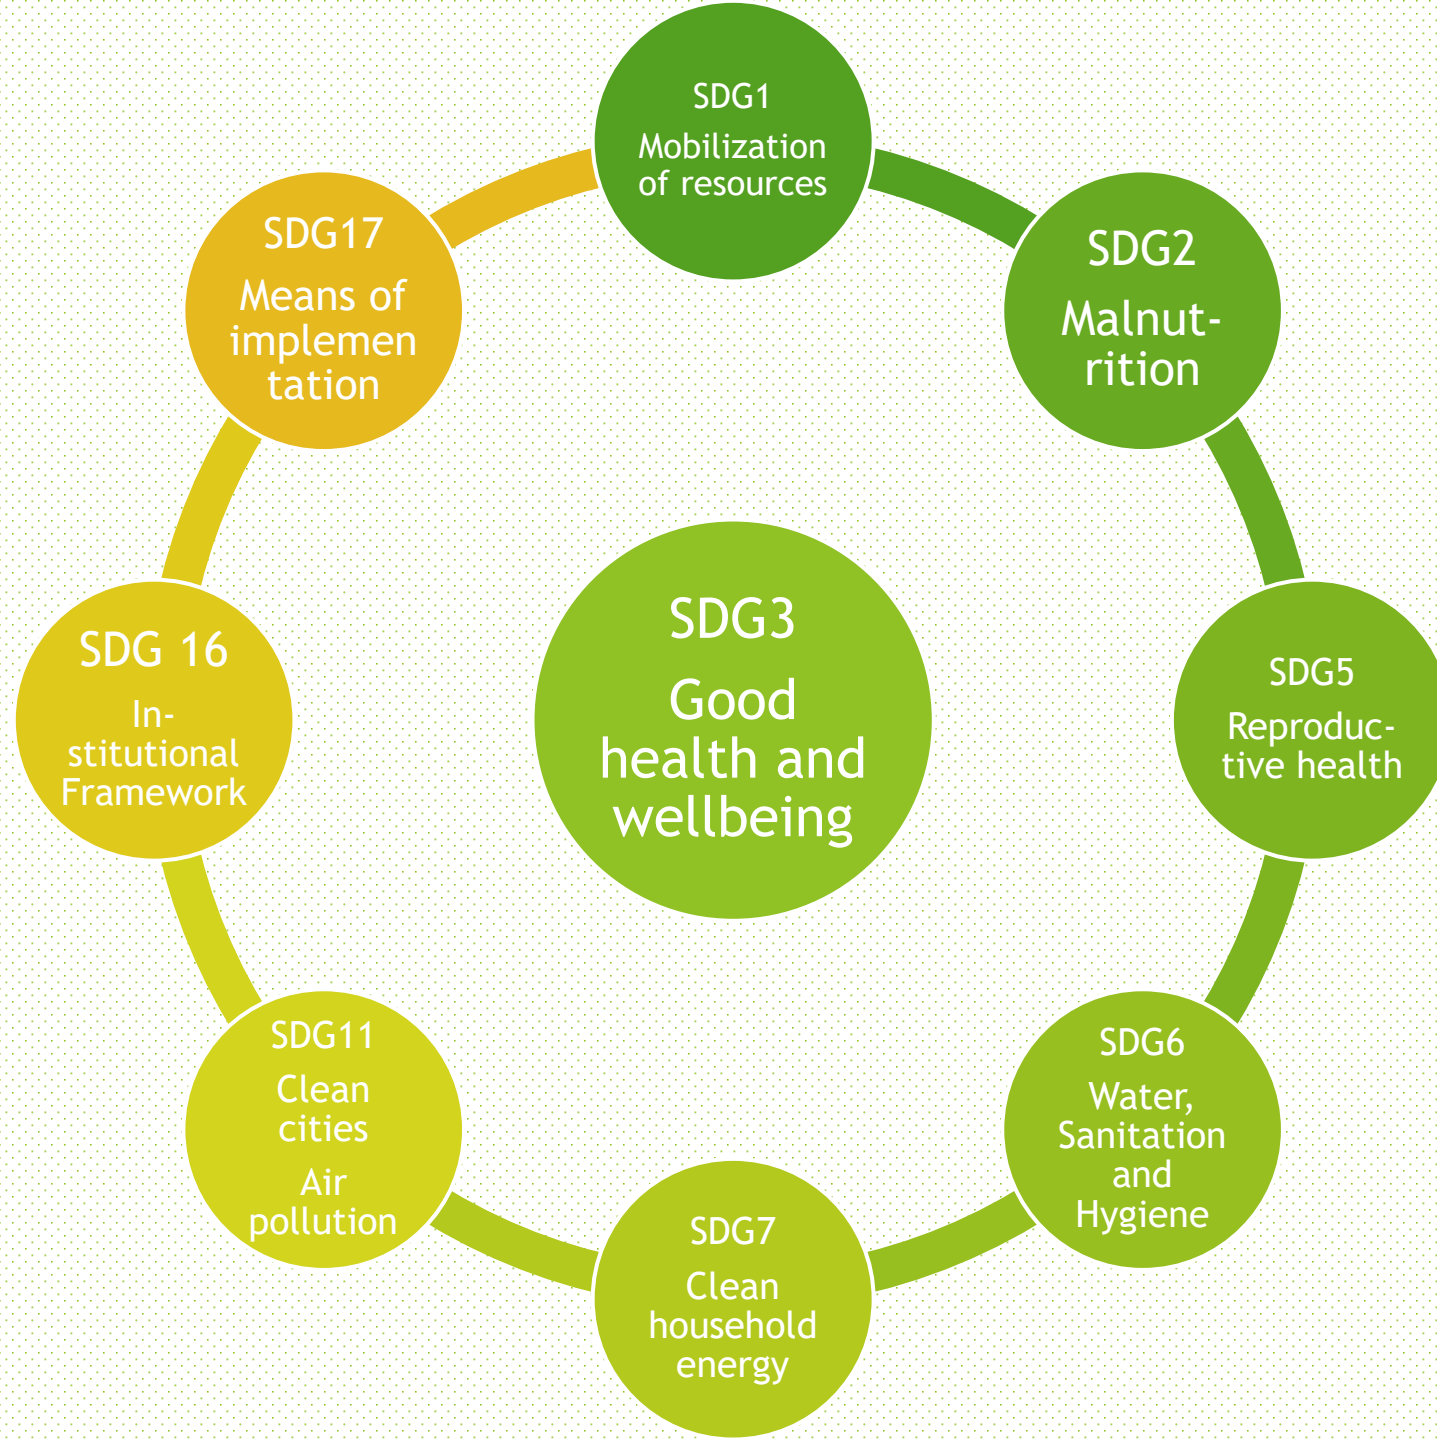 SDG1
Mobilization
of resources
SDG2
Malnut-
rition
SDG5
Reproduc-
tive health
SDG6
Water,
Sanitation
and
Hygiene
SDG7
Clean
household
energy
SDG11
Clean
cities
Air
pollution
SDG 16
In-
stitutional
Framework
SDG17
Means of
implemen
tation
SDG3
Good
health and
wellbeing